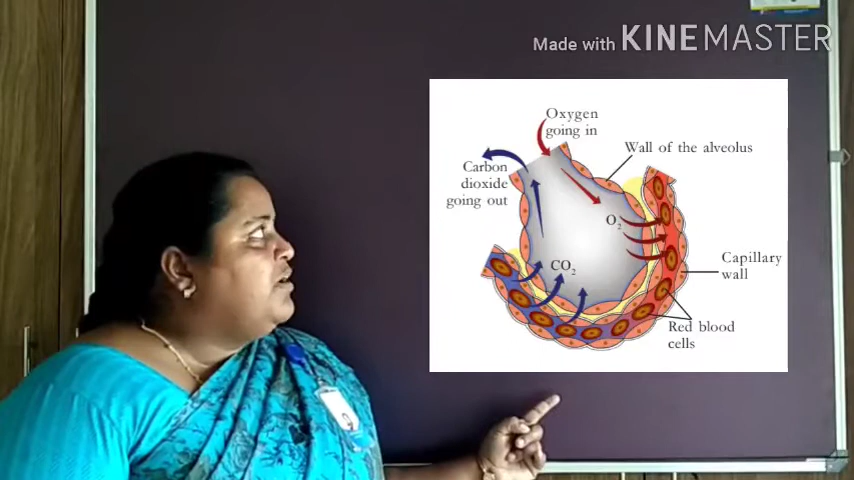 Made with KINEMASTER
Oxygen
going in
Wall of the alveolus
Carbon
dioxide
going out
O2
CO2
Capillary
wall
Red blood
cells